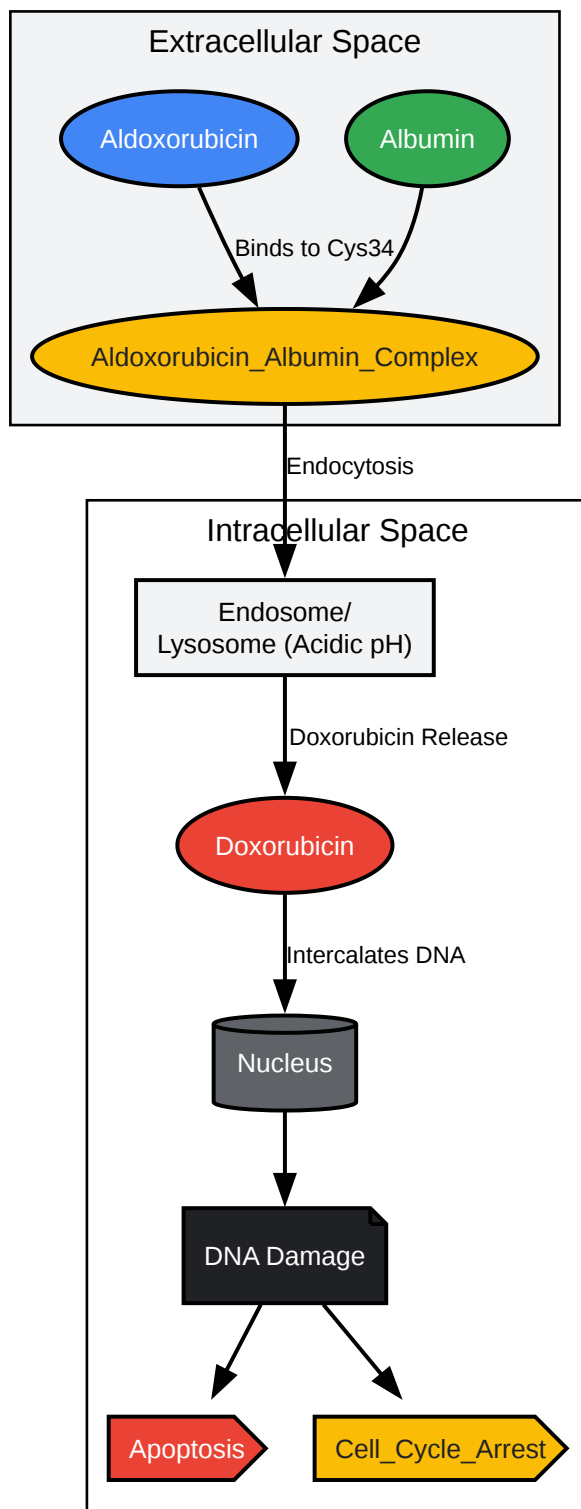 Extracellular Space
Aldoxorubicin
Albumin
Binds to Cys34
Aldoxorubicin_Albumin_Complex
Endocytosis
Intracellular Space
Endosome/
Lysosome (Acidic pH)
Doxorubicin Release
Doxorubicin
Intercalates DNA
Nucleus
DNA Damage
Apoptosis
Cell_Cycle_Arrest